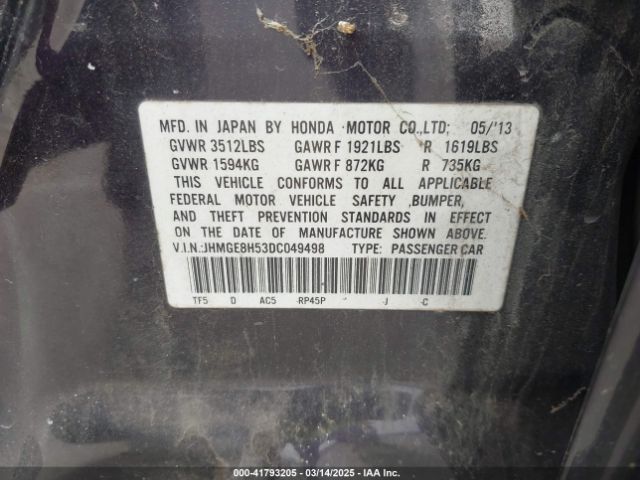 MFD. IN JAPAN BY HONDA MOTOR CO.,LTD; 05/'13
GVWR 3512LBS GAWR F 1921LBS R 1619LBS
GVWR 1594KG GAWR F 872KG R 735KG
THIS VEHICLE CONFORMS TO ALL APPLICABLE
FEDERAL MOTOR VEHICLE SAFETY ,BUMPER,
AND THEFT PREVENTION STANDARDS IN EFFECT
ON THE DATE OF MANUFACTURE SHOWN ABOVE.
V.I.N.:JHMGE8H53DC049498 TYPE: PASSENGER CAR
TF5 D AC5 -RP45P - -J -C
000-41793205 - 03/14/2025 - IAA Inc.